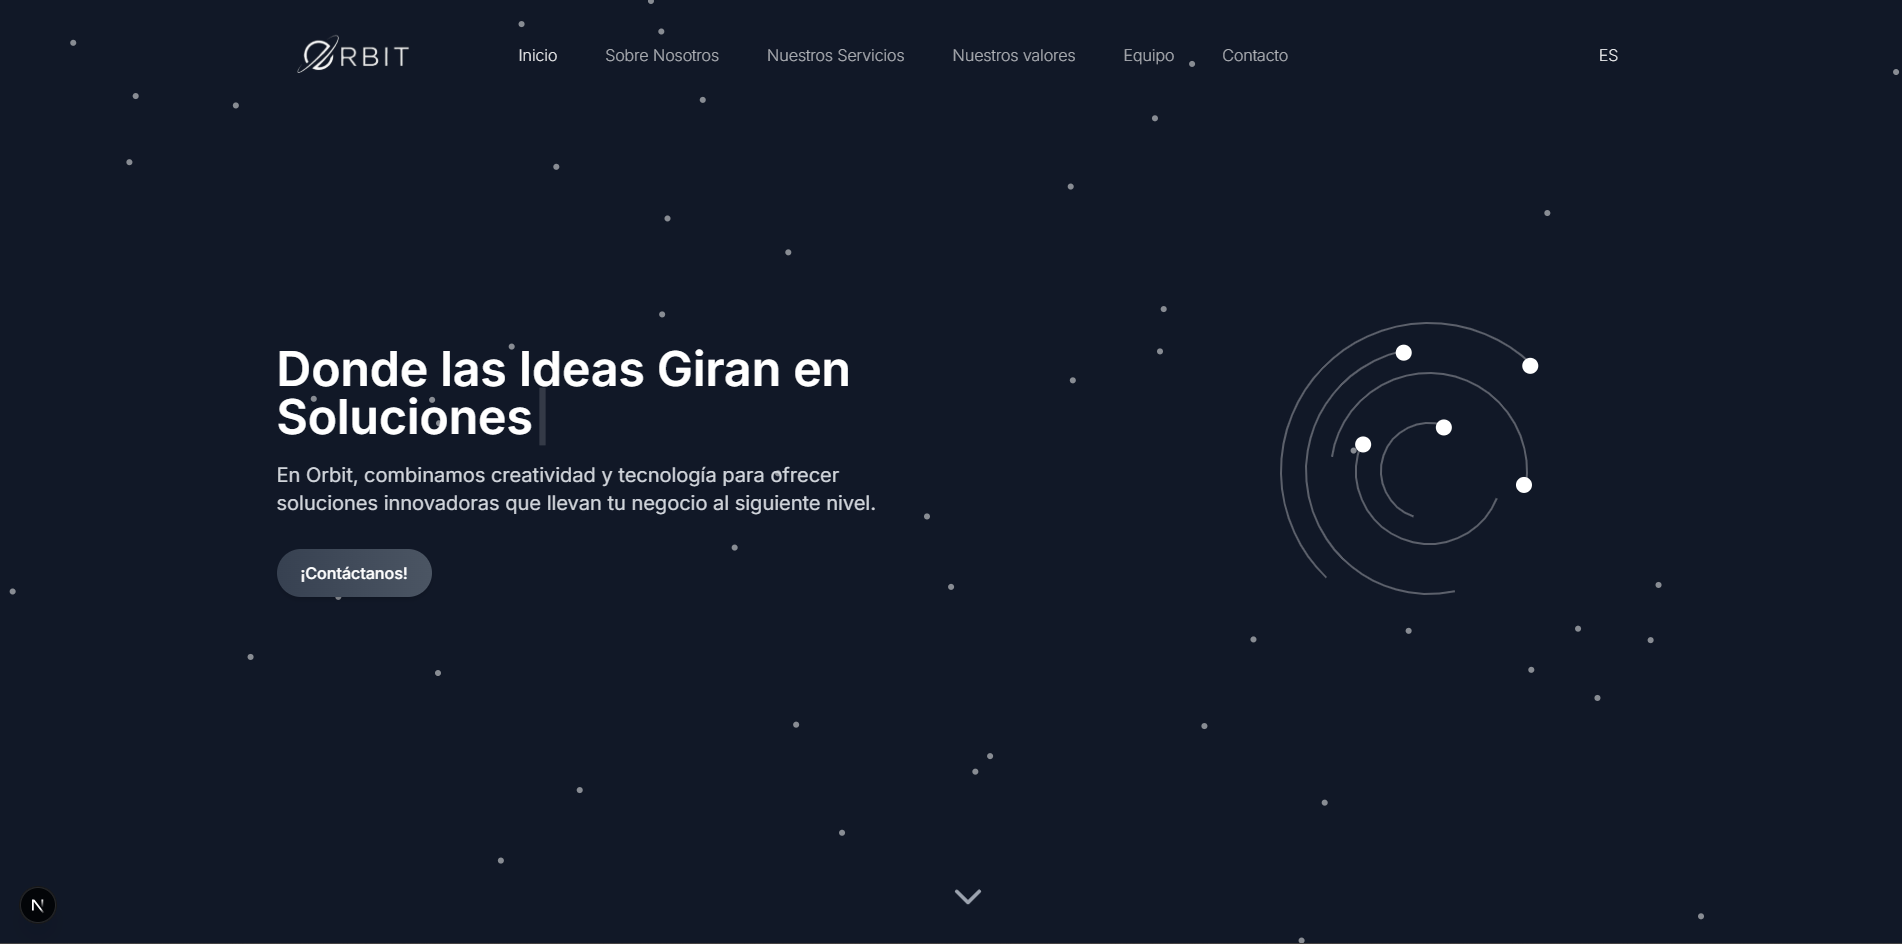 ORBIT
Inicio Sobre Nosotros Nuestros Servicios Nuestros valores Equipo Contacto ES
Donde las Ideas Giran en
Soluciones
En Orbit, combinamos creatividad y tecnología para ofrecer
soluciones innovadoras que llevan tu negocio al siguiente nivel.
¡Contáctanos!
N